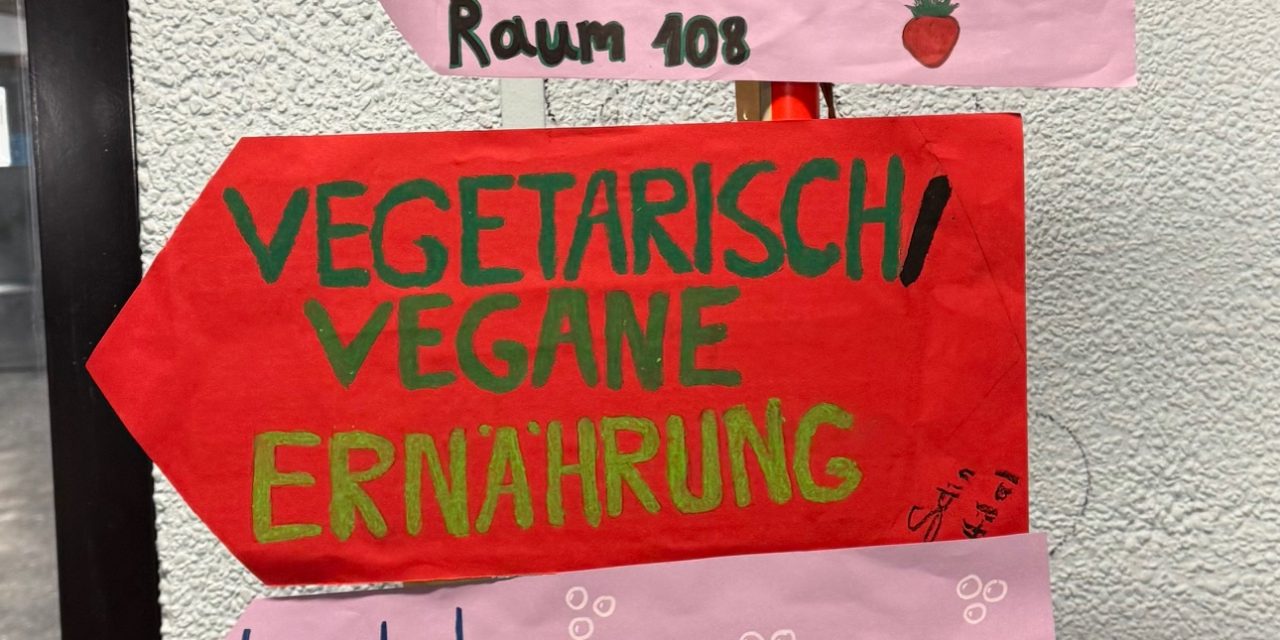 Raum 108
VEGETARISCH/
VEGANE
ERNÄHRUNG